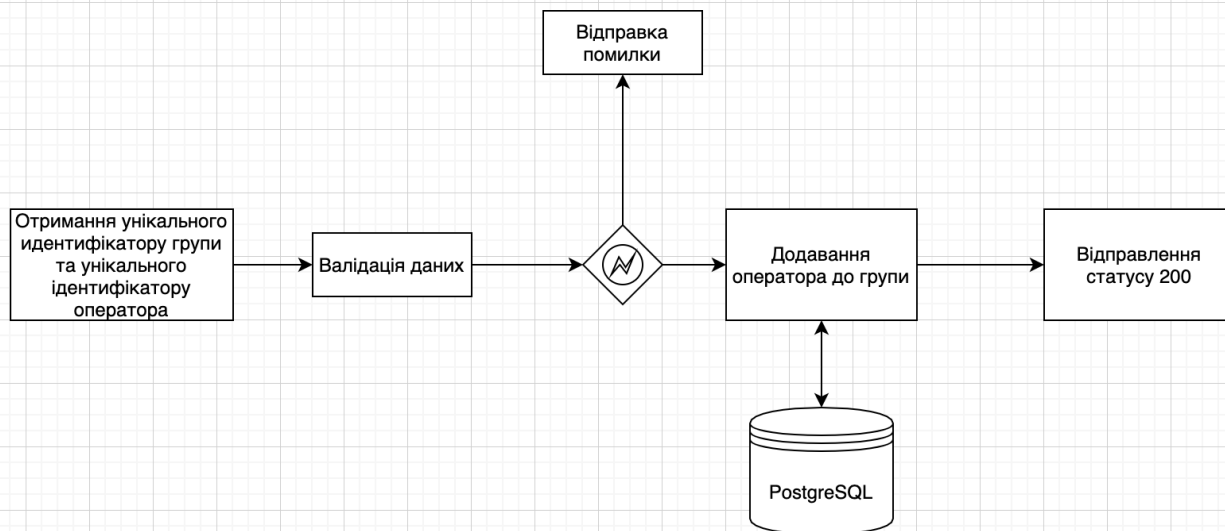 Відправка
помилки
Отримання унікального
идентифікатору групи
та унікального
ідентифікатору
оператора
Валідація даних
Додавання
оператора до групи
Відправлення
статусу 200
PostgreSQL